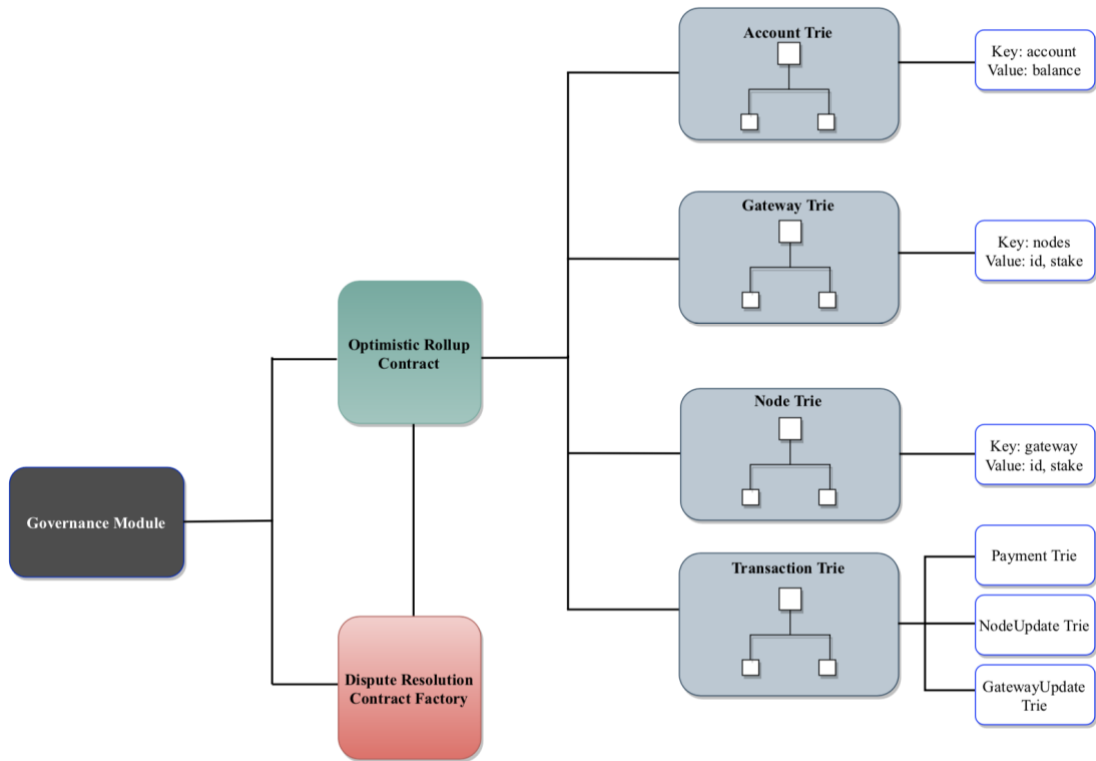 Account Trie
Key: account
Value: balance
Gateway Trie
Key: nodes
Value: id, stake
Optimistic Rollup
Contract
Node Trie
Key: gateway
Value: id, stake
Governance Module
Transaction Trie
Payment Trie
NodeUpdate Trie
GatewayUpdate
Trie
Dispute Resolution
Contract Factory